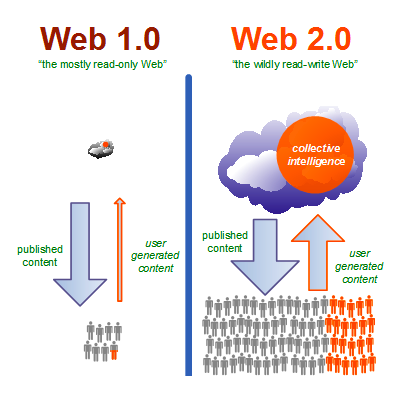 Web 1.0
“the mostly read-only Web”
published
content
user
generated
content
Web 2.0
“the wildly read-write Web”
collective
intelligence
published
content
user
generated
content